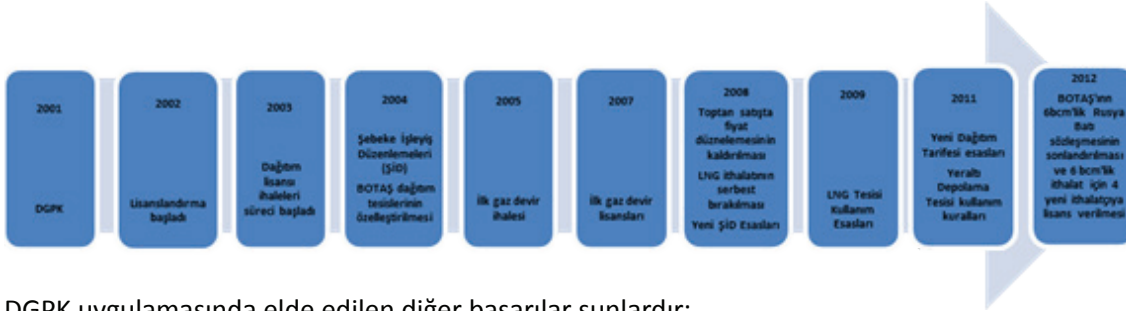 2001
DGPK
2002
Lisanslandırma
başladı
2003
Dağıtım
lisansı
ihaleleri
süreci başladı
2004
Şebeke İşleyiş
Düzenlemeleri
(ŞİD)
BOTAŞ dağıtım
tesislerinin
özelleştirilmesi
2005
ilk gaz devir
ihalesi
2007
ilk gaz devir
lisansları
2008
Toptan satışta
fiyat
düznelemesinin
kaldırılması
LNG ithalatının
serbest
bırakılması
Yeni ŞİD Esasları
2009
LNG Tesisi
Kullanım
Esasları
2011
Yeni Dağıtım
Tarifesi esasları
Yeraltı
Depolama
Tesisi kullanım
kuralları
2012
BOTAŞ'ınn
6bcm'lik Rusya
Batı
sözleşmesinin
sonlandırılması
ve 6 bcm'lik
ithalat için 4
yeni ithalatçıya
lisans verilmesi
DGPK uygulamasında elde edilen diğer başarılar şunlardır: